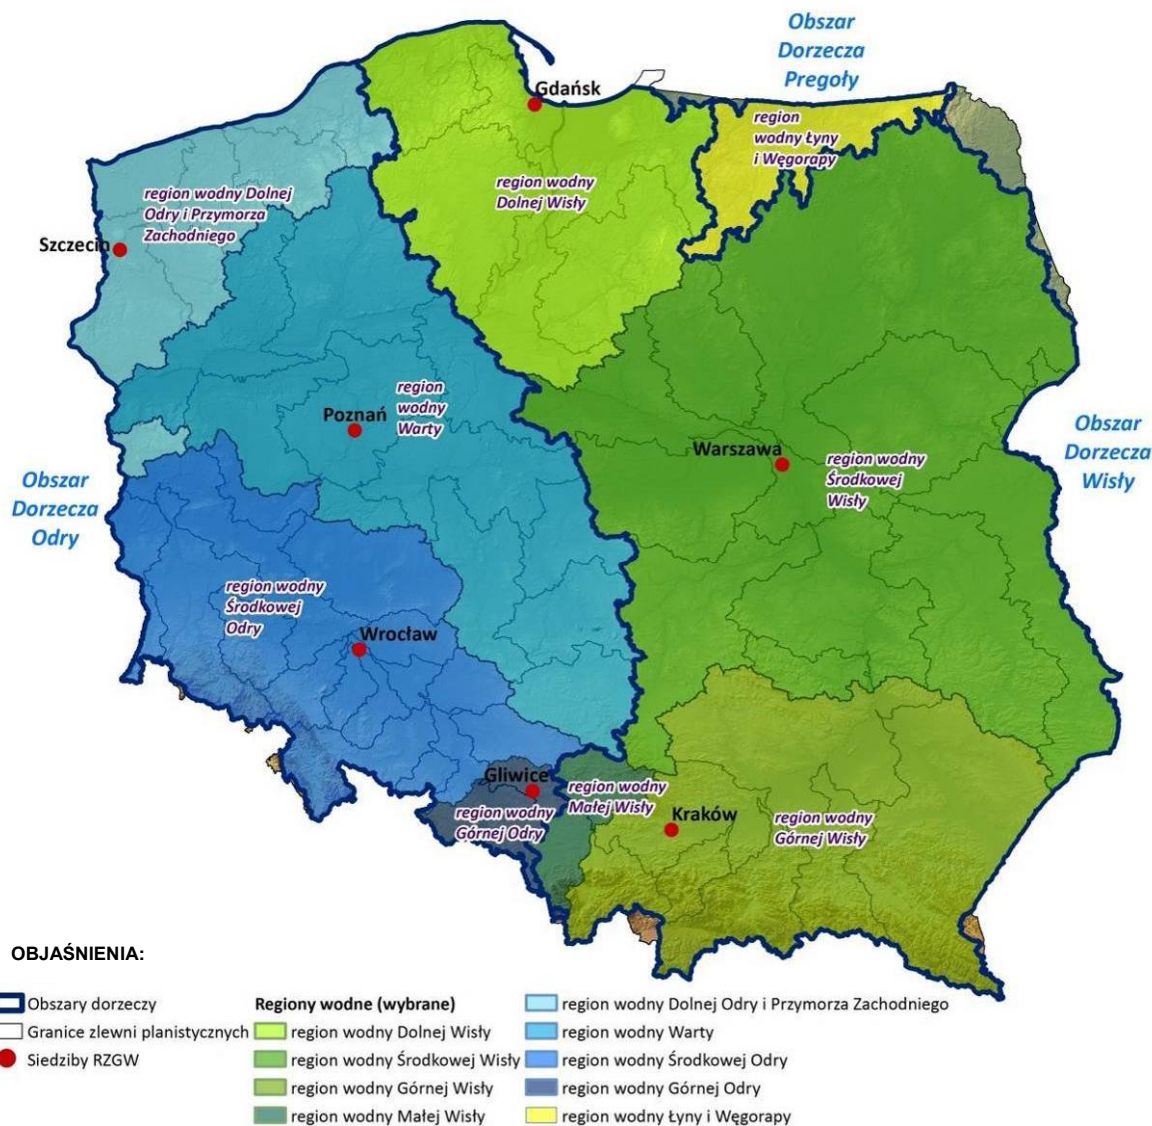 Obszar
Dorzecza
Pregoły
Gdańsk
region
wodny Łyny
i Węgorapy
region wodny Dolnej
Odry i Przymorza
Zachodniego
region wodny
Dolnej Wisły
Szczecin
region
wodny
Warty
Poznań
Obszar
Dorzecza
Wisły
Warszawa
region wodny
Środkowej
Wisły
Obszar
Dorzecza
Odry
region wodny
Środkowej
Odry
Wrocław
Gliwice
region wodny
Małej Wisły
region wodny
Górnej Odry
Kraków
region wodny
Górnej Wisły
OBJAŚNIENIA:
Obszary dorzeczy
Granice zlewni planistycznych
Siedziby RZGW
Regiony wodne (wybrane)
region wodny Dolnej Wisły
region wodny Środkowej Wisły
region wodny Górnej Wisły
region wodny Małej Wisły
region wodny Dolnej Odry i Przymorza Zachodniego
region wodny Warty
region wodny Środkowej Odry
region wodny Górnej Odry
region wodny Łyny i Węgorapy